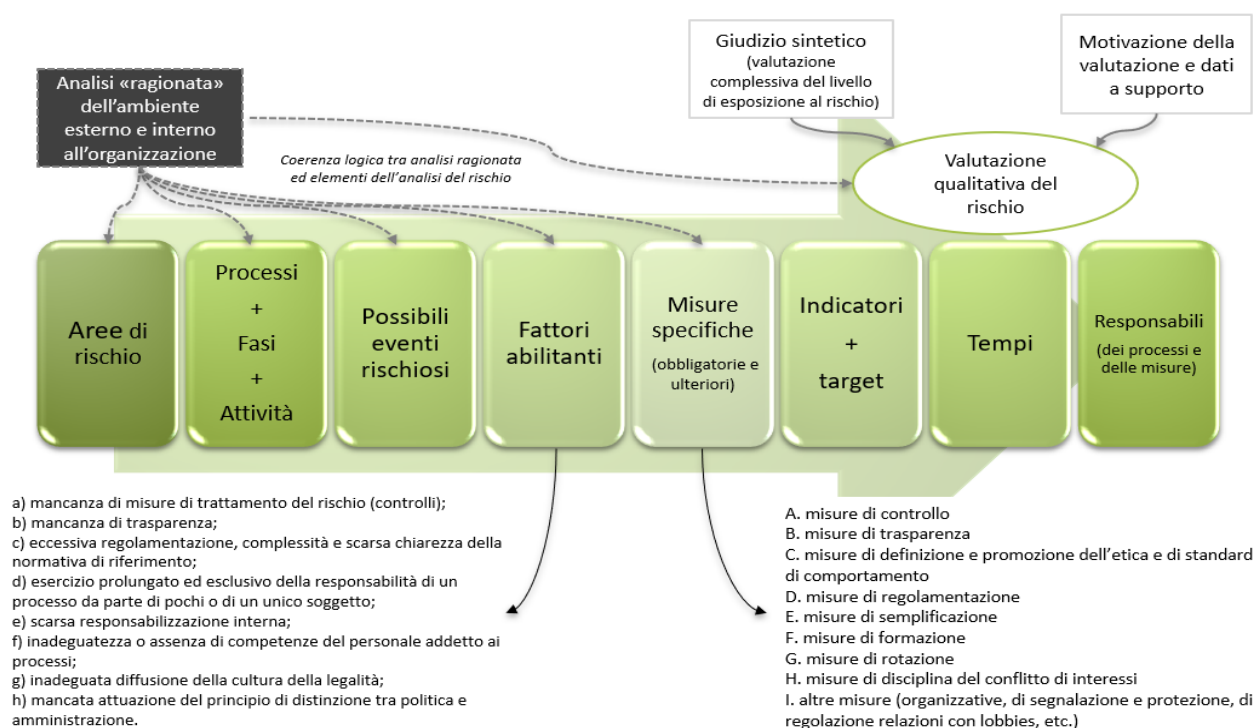 Giudizio sintetico
(valutazione
complessiva del livello
di esposizione al rischio)
Motivazione della
valutazione e dati
a supporto
Analisi «ragionata»
dell'ambiente
esterno e interno
all'organizzazione
Coerenza logica tra analisi ragionata
ed elementi dell'analisi del rischio
Valutazione
qualitativa del
rischio
Aree di
rischio
Processi
+
Fasi
+
Attività
Possibili
eventi
rischiosi
Fattori
abilitanti
Misure
specifiche
(obbligatorie e
ulteriori)
Indicatori
+
target
Tempi
Responsabili
(dei processi e
delle misure)
a) mancanza di misure di trattamento del rischio (controlli);
b) mancanza di trasparenza;
c) eccessiva regolamentazione, complessità e scarsa chiarezza della
normativa di riferimento;
d) esercizio prolungato ed esclusivo della responsabilità di un
processo da parte di pochi o di un unico soggetto;
e) scarsa responsabilizzazione interna;
f) inadeguatezza o assenza di competenze del personale addetto ai
processi;
g) inadeguata diffusione della cultura della legalità;
h) mancata attuazione del principio di distinzione tra politica e
amministrazione.
A. misure di controllo
B. misure di trasparenza
C. misure di definizione e promozione dell'etica e di standard
di comportamento
D. misure di regolamentazione
E. misure di semplificazione
F. misure di formazione
G. misure di rotazione
H. misure di disciplina del conflitto di interessi
I. altre misure (organizzative, di segnalazione e protezione, di
regolazione relazioni con lobbies, etc.)